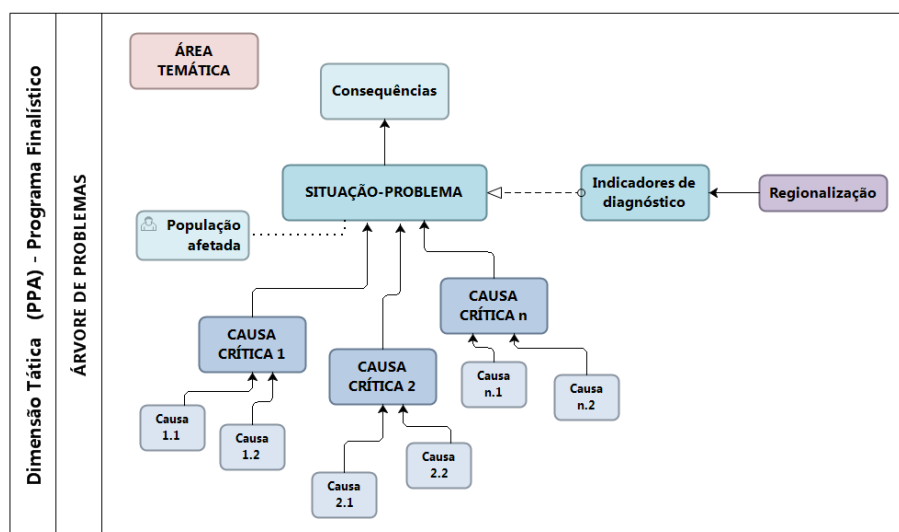 Dimensão Tática (PPA) - Programa Finalístico
ÁRVORE DE PROBLEMAS
ÁREA
TEMÁTICA
Consequências
SITUAÇÃO-PROBLEMA
Indicadores de
diagnóstico
Regionalização
População
afetada
CAUSA
CRÍTICA 1
CAUSA
CRÍTICA 2
CAUSA
CRÍTICA n
Causa
1.1
Causa
1.2
Causa
2.1
Causa
2.2
Causa
n.1
Causa
n.2